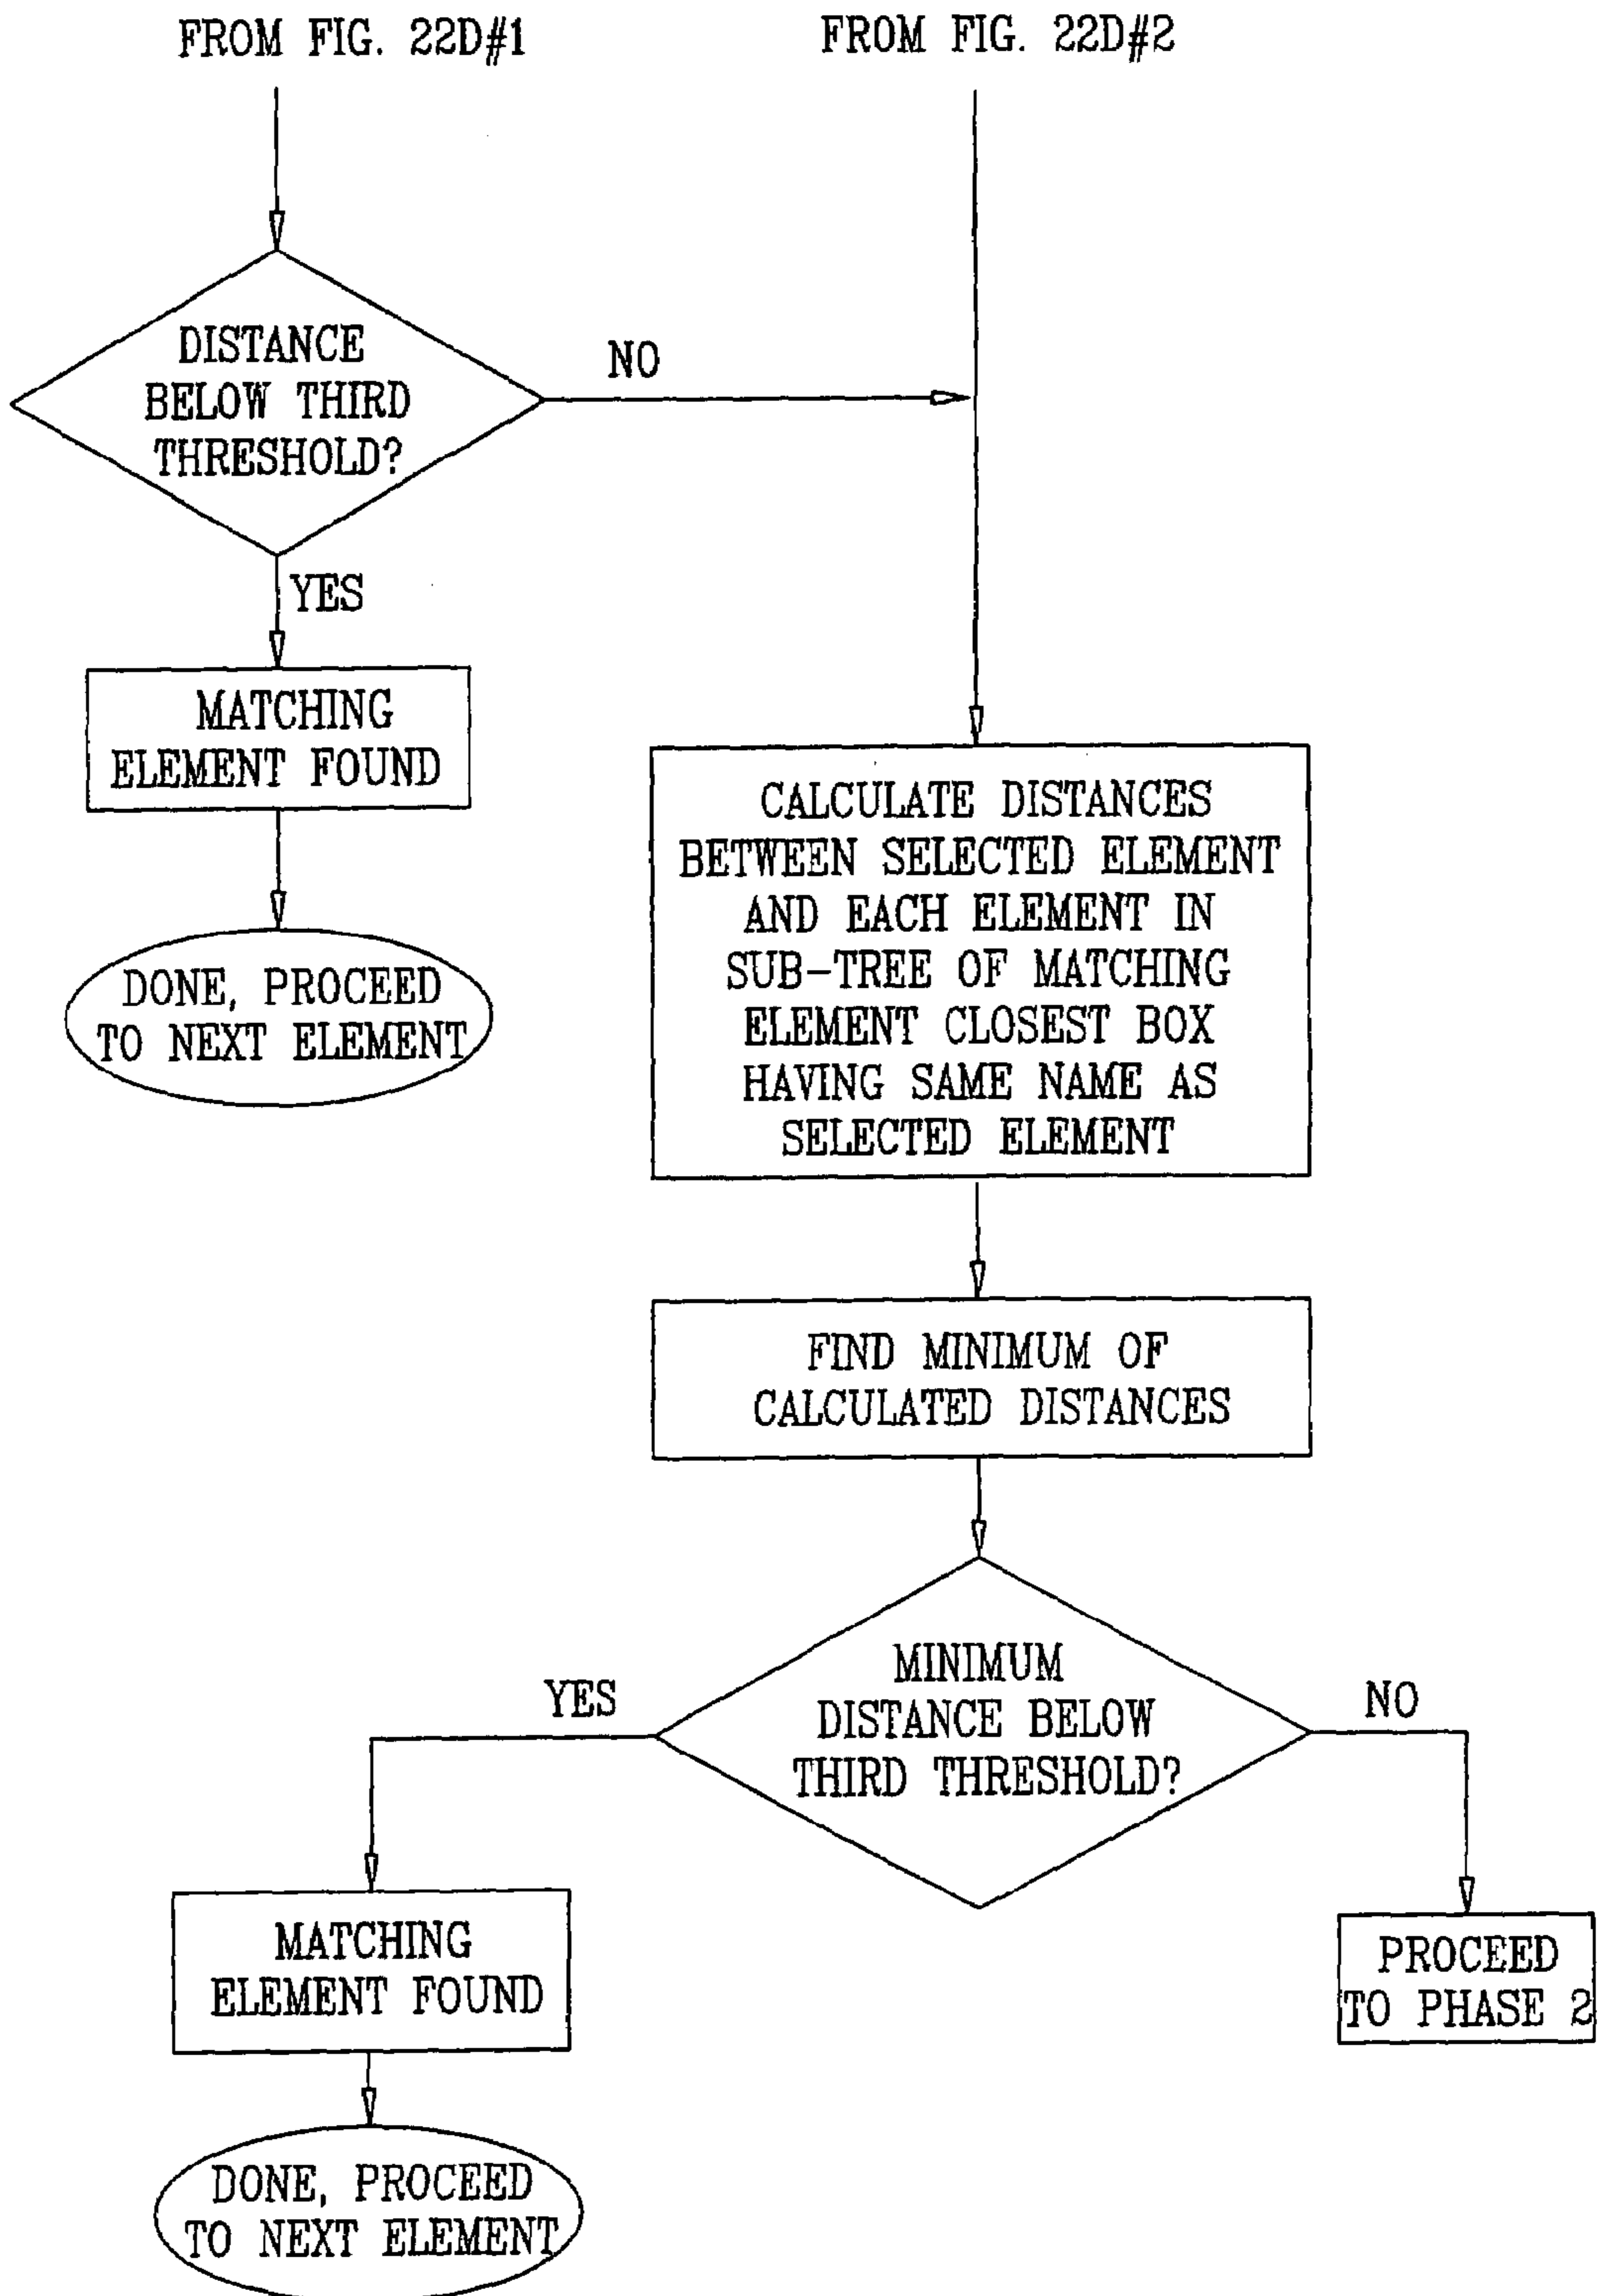 FROM FIG. 22D#1
FROM FIG. 22D#2
DISTANCE
BELOW THIRD
THRESHOLD?
NO
YES
MATCHING
ELEMENT FOUND
DONE, PROCEED
TO NEXT ELEMENT
CALCULATE DISTANCES
BETWEEN SELECTED ELEMENT
AND EACH ELEMENT IN
SUB-TREE OF MATCHING
ELEMENT CLOSEST BOX
HAVING SAME NAME AS
SELECTED ELEMENT
FIND MINIMUM OF
CALCULATED DISTANCES
MINIMUM
DISTANCE BELOW
THIRD THRESHOLD?
YES
NO
MATCHING
ELEMENT FOUND
PROCEED
TO PHASE 2
DONE, PROCEED
TO NEXT ELEMENT